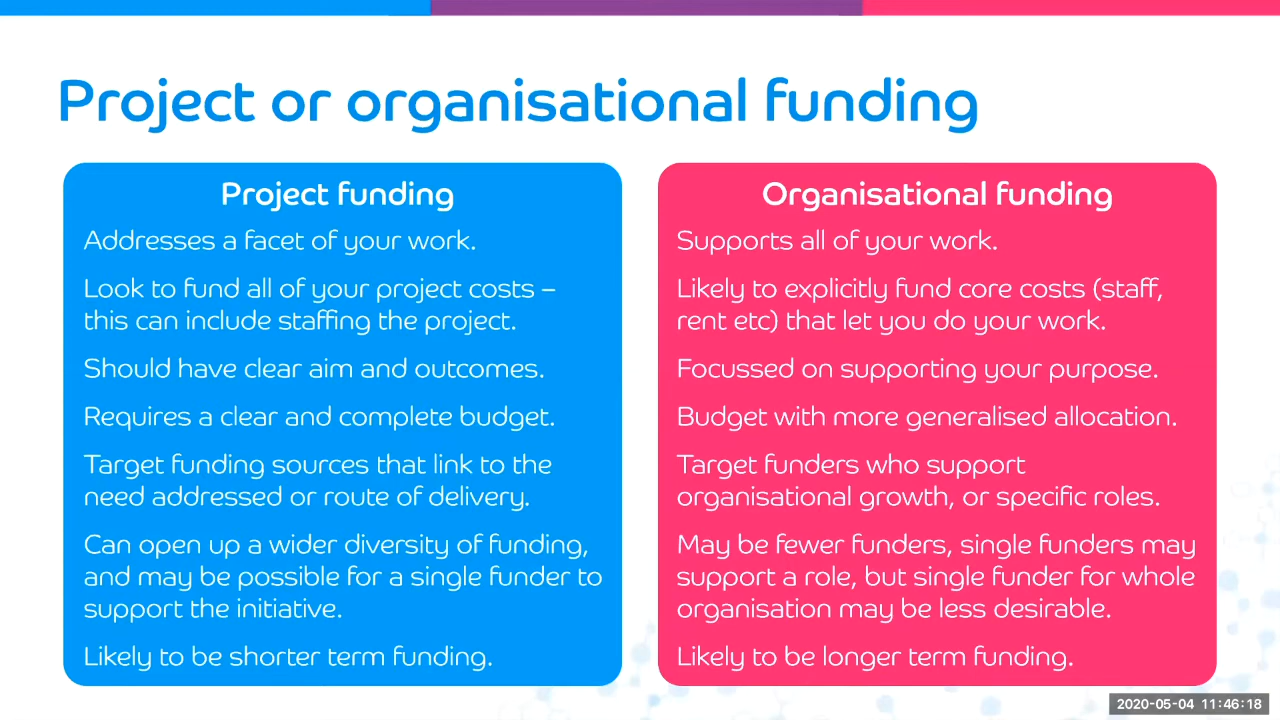 Project or organisational funding
Project funding
Addresses a facet of your work.
Look to fund all of your project costs –
this can include staffing the project.
Should have clear aim and outcomes.
Requires a clear and complete budget.
Target funding sources that link to the
need addressed or route of delivery.
Can open up a wider diversity of funding,
and may be possible for a single funder to
support the initiative.
Likely to be shorter term funding.
Organisational funding
Supports all of your work.
Likely to explicitly fund core costs (staff,
rent etc) that let you do your work.
Focussed on supporting your purpose.
Budget with more generalised allocation.
Target funders who support
organisational growth, or specific roles.
May be fewer funders, single funders may
support a role, but single funder for whole
organisation may be less desirable.
Likely to be longer term funding.
2020-05-04 11:46:18